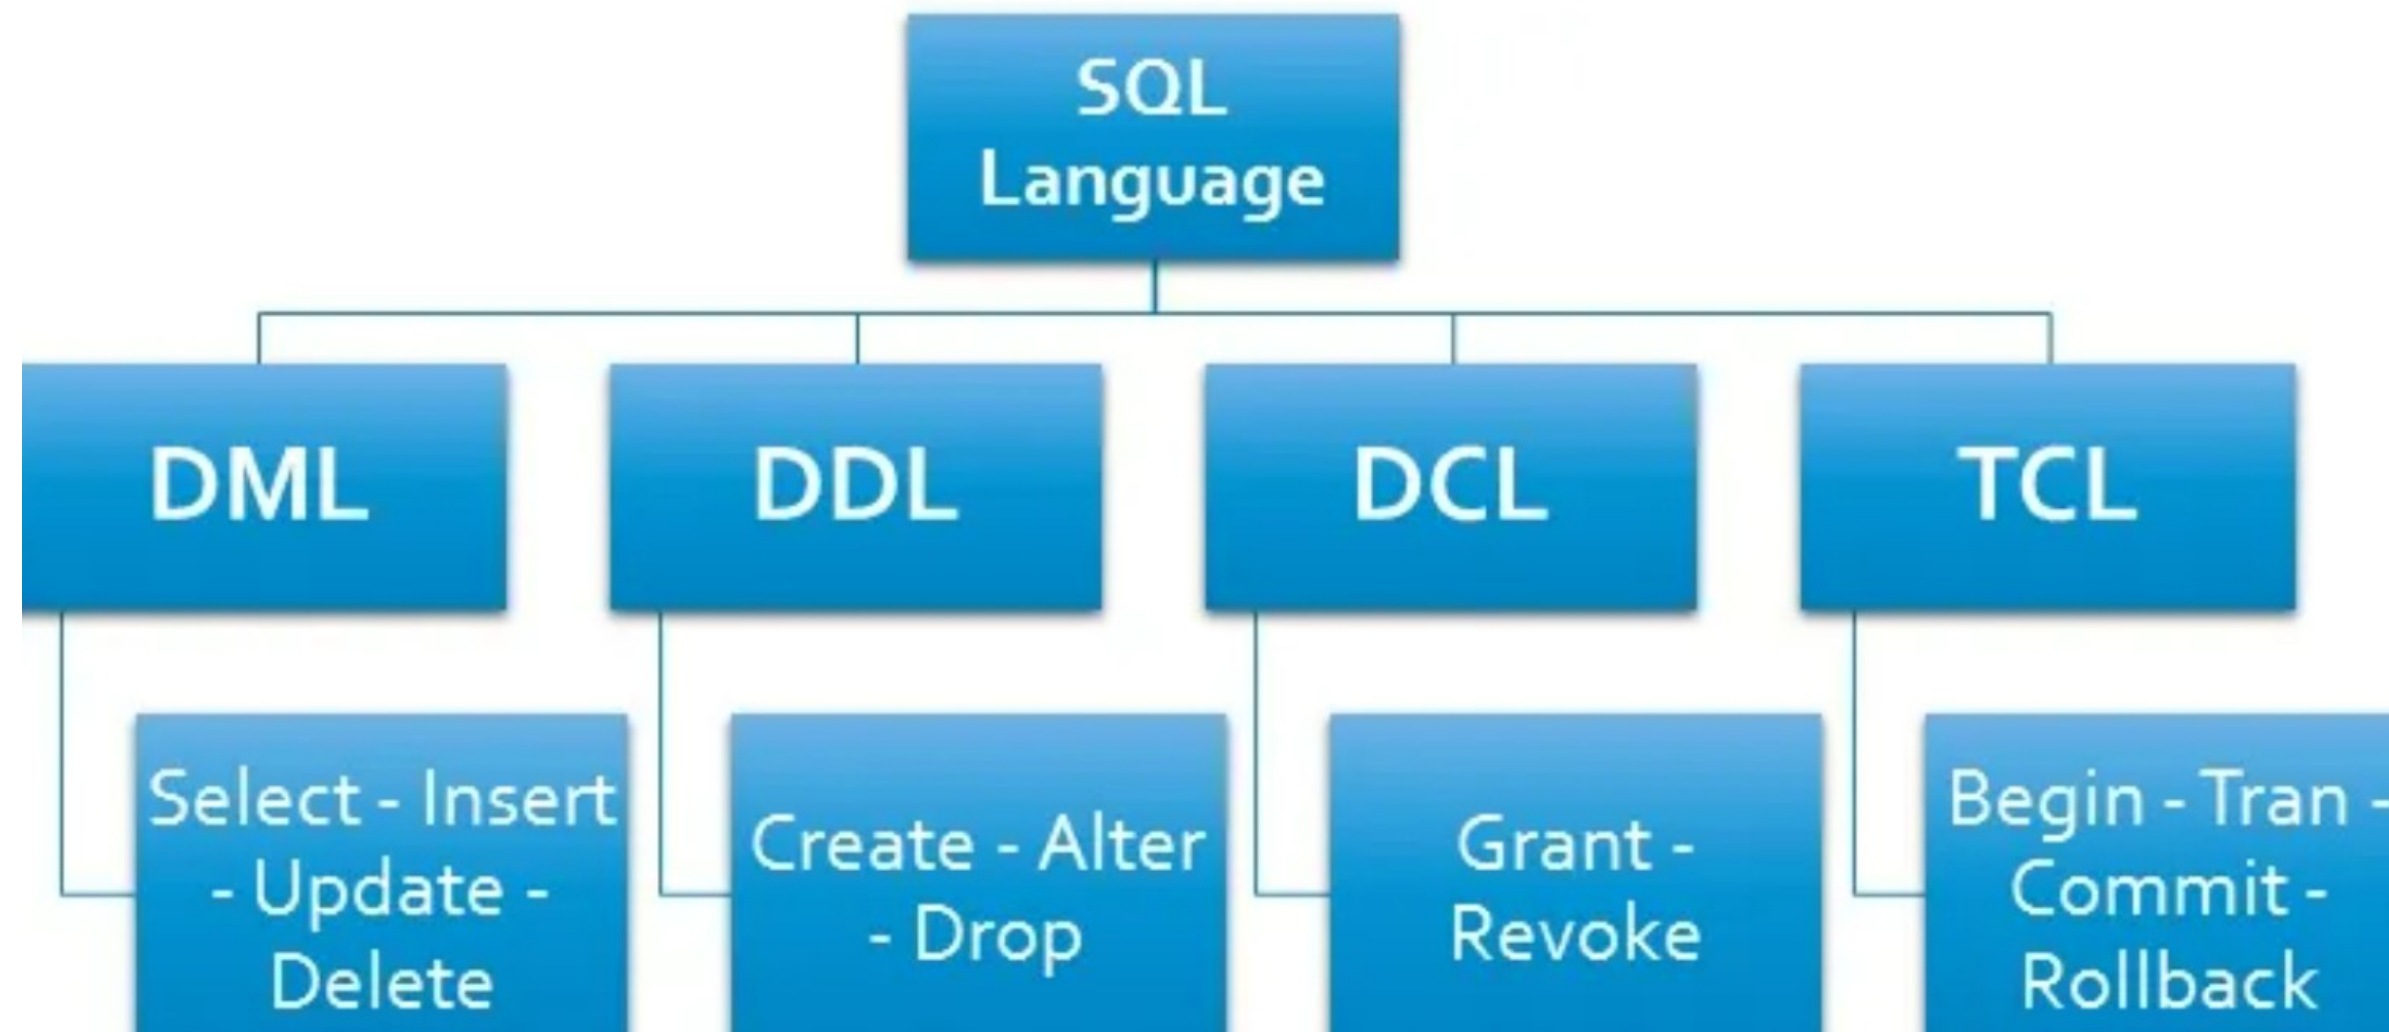 SQL
Language
DML
DDL
DCL
TCL
Select - Insert
- Update -
Delete
Create - Alter
- Drop
Grant -
Revoke
Begin - Tran -
Commit -
Rollback